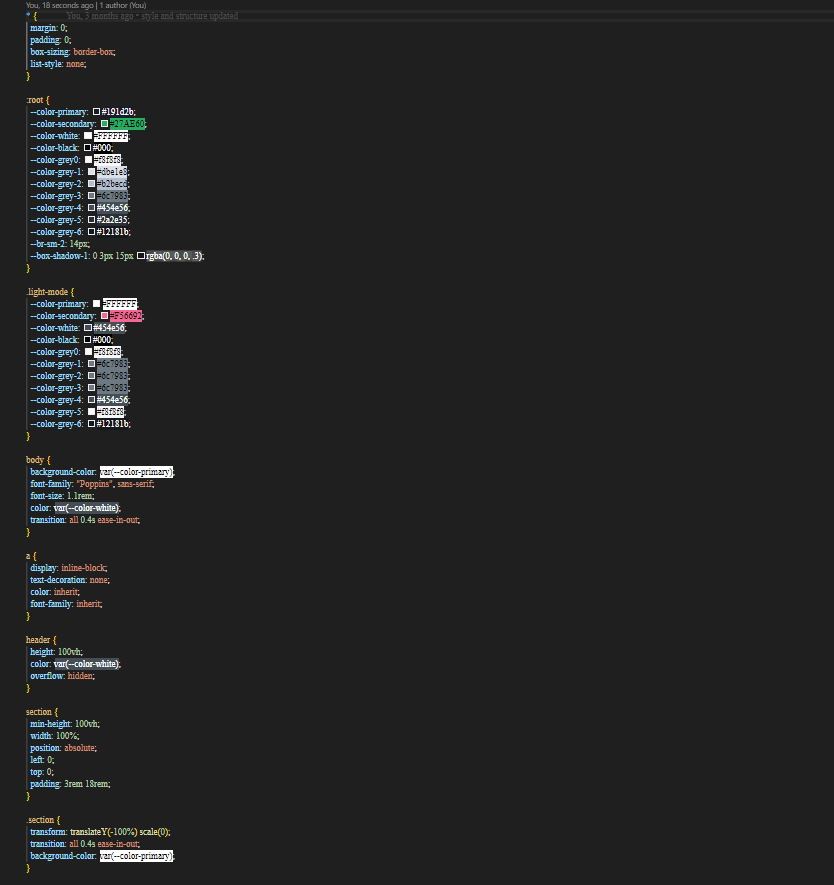 You, 18 seconds ago | 1 author (You)
* {    You, 3 months ago • style and structure updated
margin: 0;
padding: 0;
box-sizing: border-box;
list-style: none;
}
:root {
--color-primary: #191d2b;
--color-secondary: #27AE60;
--color-white: #FFFFFF;
--color-black: #000;
--color-grey0: #f8f8f8;
--color-grey-1: #dbe1e8;
--color-grey-2: #b2becd;
--color-grey-3: #6c7983;
--color-grey-4: #454e56;
--color-grey-5: #2a2e35;
--color-grey-6: #12181b;
--br-sm-2: 14px;
--box-shadow-1: 0 3px 15px rgba(0, 0, 0, .3);
}
.light-mode {
--color-primary: #FFFFFF;
--color-secondary: #F56692;
--color-white: #454e56;
--color-black: #000;
--color-grey0: #f8f8f8;
--color-grey-1: #6c7983;
--color-grey-2: #6c7983;
--color-grey-3: #6c7983;
--color-grey-4: #454e56;
--color-grey-5: #f8f8f8;
--color-grey-6: #12181b;
}
body {
background-color: var(--color-primary);
font-family: "Poppins", sans-serif;
font-size: 1.1rem;
color: var(--color-white);
transition: all 0.4s ease-in-out;
}
a {
display: inline-block;
text-decoration: none;
color: inherit;
font-family: inherit;
}
header {
height: 100vh;
color: var(--color-white);
overflow: hidden;
}
section {
min-height: 100vh;
width: 100%;
position: absolute;
left: 0;
top: 0;
padding: 3rem 18rem;
}
.section {
transform: translateY(-100%) scale(0);
transition: all 0.4s ease-in-out;
background-color: var(--color-primary);
}